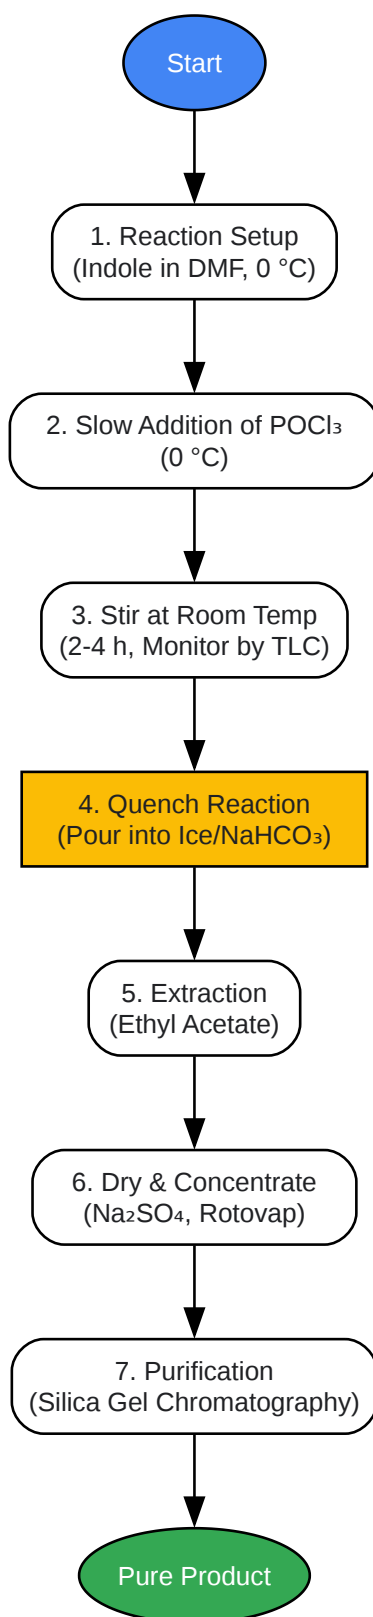 Start
1. Reaction Setup
(Indole in DMF, 0 °C)
2. Slow Addition of POCl₃
(0 °C)
3. Stir at Room Temp
(2-4 h, Monitor by TLC)
4. Quench Reaction
(Pour into Ice/NaHCO₃)
5. Extraction
(Ethyl Acetate)
6. Dry & Concentrate
(Na₂SO₄, Rotovap)
7. Purification
(Silica Gel Chromatography)
Pure Product